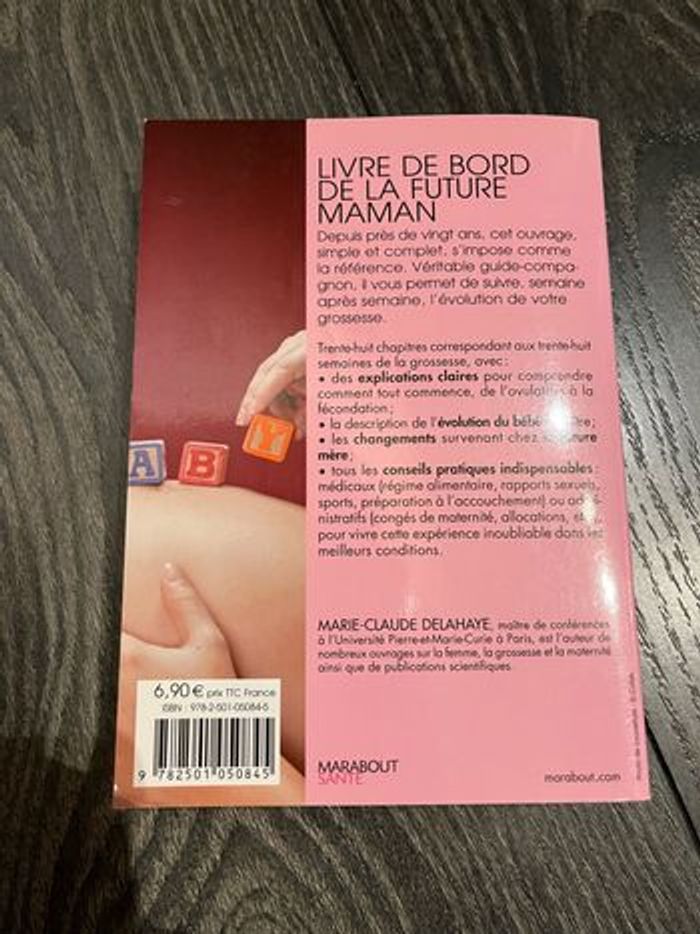 LIVRE DE BORD
DE LA FUTURE
MAMAN
Depuis près de vingt ans, cet ouvrage,
simple et complet, s'impose comme
la référence. Véritable guide-compa-
gnon, il vous permet de suivre, semaine
après semaine, l'évolution de votre
grossesse.
Trente-huit chapitres correspondant aux trente-huit
semaines de la grossesse, avec :
• des explications claires pour comprendre
comment tout commence, de l'ovulation à la
fécondation ;
• la description de l'évolution du bébé
• les changements survenant chez
mère ;
• tous les conseils pratiques indispensables :
médicaux (régime alimentaire, rapports sexuels,
sports, préparation à l'accouchement) ou admi-
nistratifs (congés de maternité, allocations,
pour vivre cette expérience inoubliable dans les
meilleurs conditions.
MARIE-CLAUDE DELAHAYE, maître de conférences
à l'Université Pierre-et-Marie-Curie à Paris, est l'auteur de
nombreux ouvrages sur la femme, la grossesse et la maternité
ainsi que de publications scientifiques.
A B Y
6,90 € prix TTC France
ISBN : 978-2-501-05084-5
9 782501 050845
MARABOUT
SANTÉ
marabout.com